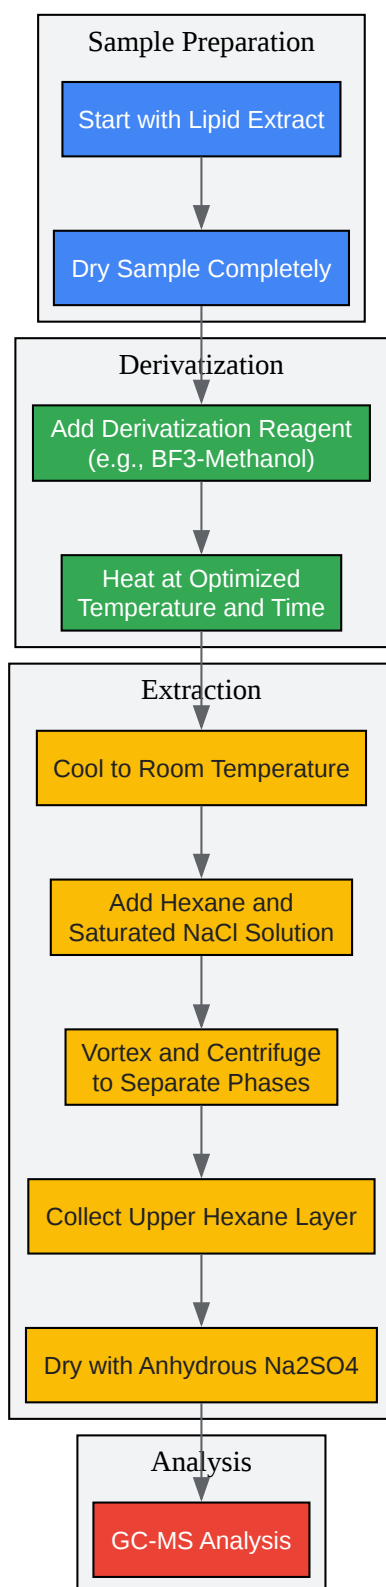 Sample Preparation
Start with Lipid Extract
Dry Sample Completely
Derivatization
Add Derivatization Reagent
(e.g., BF3-Methanol)
Heat at Optimized
Temperature and Time
Extraction
Cool to Room Temperature
Add Hexane and
Saturated NaCl Solution
Vortex and Centrifuge
to Separate Phases
Collect Upper Hexane Layer
Dry with Anhydrous Na2SO4
Analysis
GC-MS Analysis